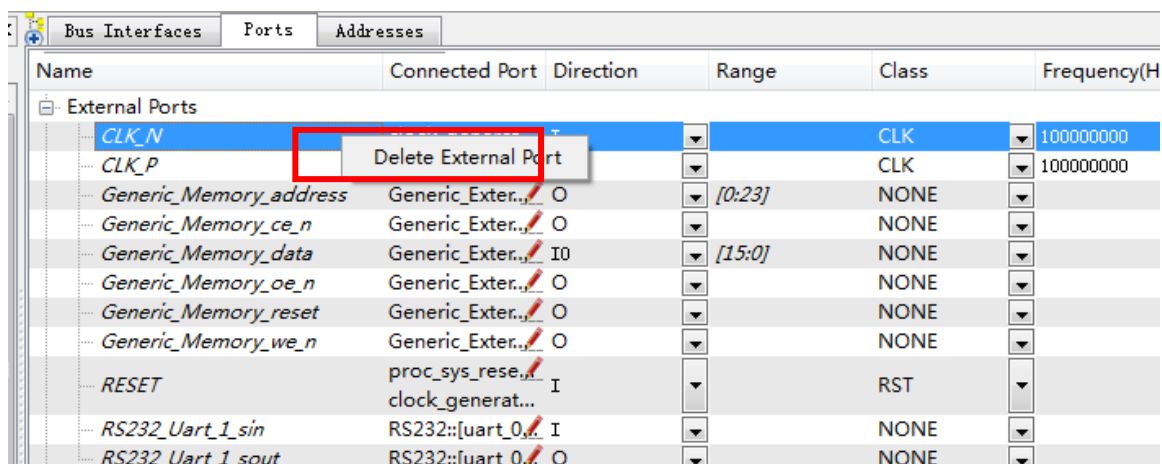 Bus Interfaces Ports Addresses
Name Connected Port Direction Range Class Frequency(H
External Ports
CLK_N CLK 100000000
Delete External Port
CLK_P CLK 100000000
Generic_Memory_address Generic_Exter... O [0:23] NONE
Generic_Memory_ce_n Generic_Exter... O NONE
Generic_Memory_data Generic_Exter... IO [15:0] NONE
Generic_Memory_oe_n Generic_Exter... O NONE
Generic_Memory_reset Generic_Exter... O NONE
Generic_Memory_we_n Generic_Exter... O NONE
RESET proc_sys_rese... I RST
clock_generat...
RS232_Uart_1_sin RS232::[uart_0... I NONE
RS232_Uart_1_sout RS232::[uart_0... O NONE